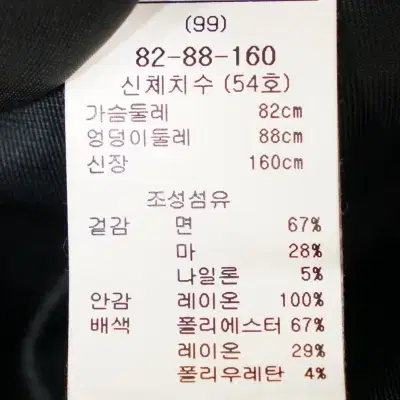 (99)
82-88-160
신체치수 (54호)
가슴둘레 82cm
엉덩이둘레 88cm
신장 160cm
조성섬유
겉감 면 67%
마 28%
나일론 5%
안감 레이온 100%
배색 폴리에스터 67%
레이온 29%
폴리우레탄 4%